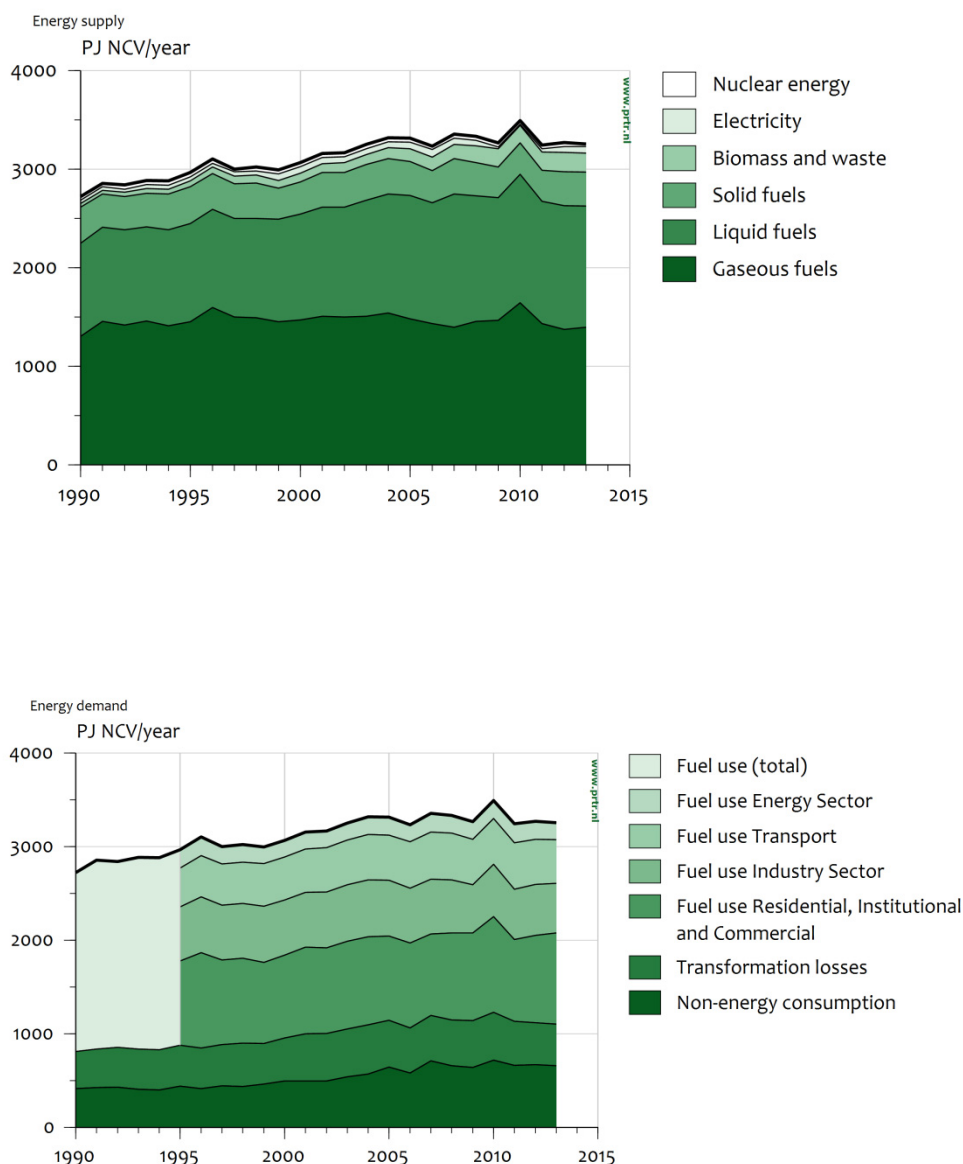 Energy supply
PJ NCV/year
4000
3000
2000
1000
0
1990
1995
2000
2005
2010
2015
www.prtr.nl
Nuclear energy
Electricity
Biomass and waste
Solid fuels
Liquid fuels
Gaseous fuels
Energy demand
PJ NCV/year
4000
3000
2000
1000
0
1990
1995
2000
2005
2010
2015
www.prtr.nl
Fuel use (total)
Fuel use Energy Sector
Fuel use Transport
Fuel use Industry Sector
Fuel use Residential, Institutional
and Commercial
Transformation losses
Non-energy consumption